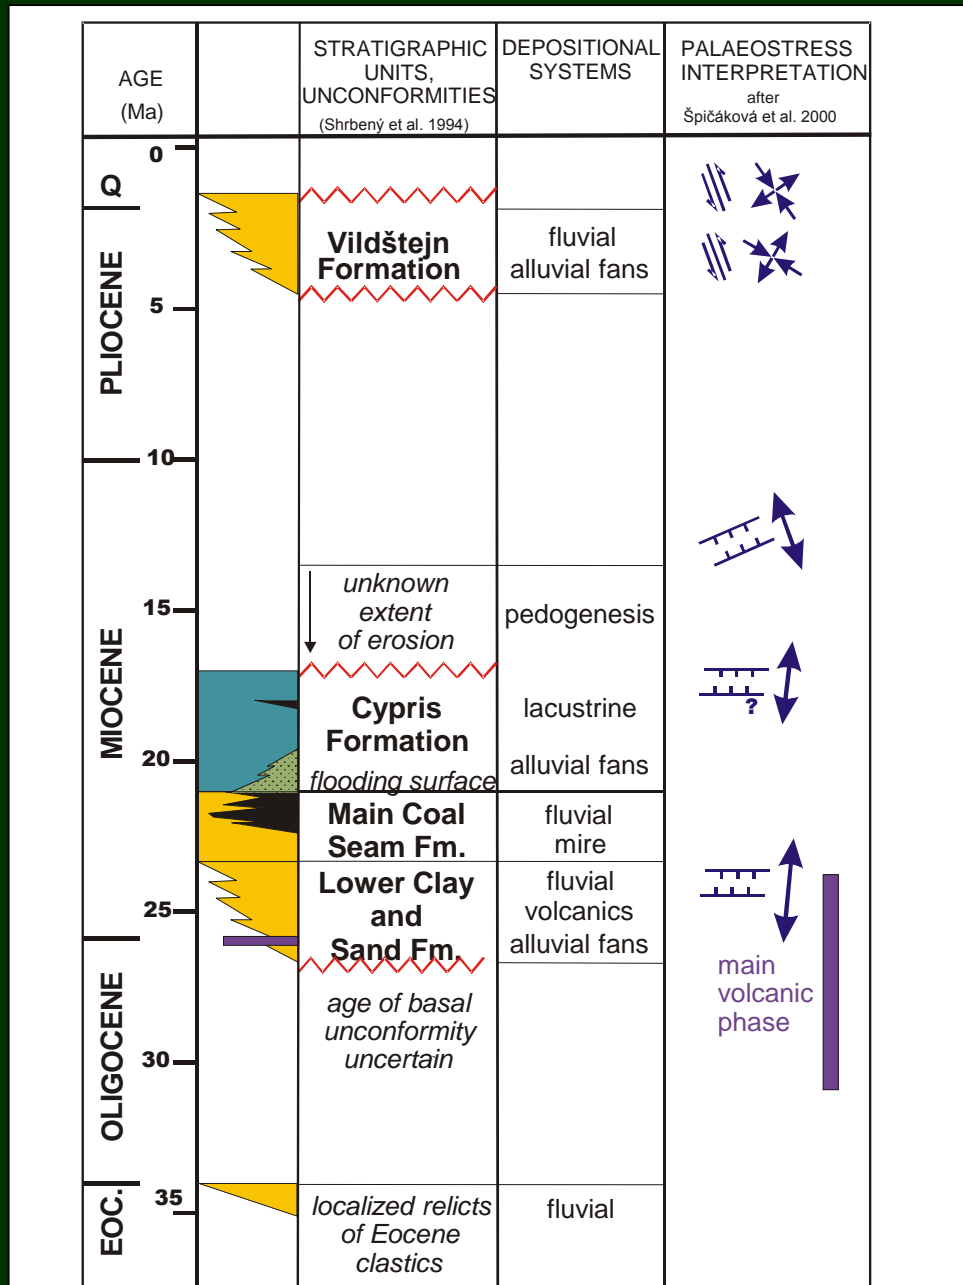 AGE
(Ma)
STRATIGRAPHIC
UNITS,
UNCONFORMITIES
(Shrbený et al. 1994)
DEPOSITIONAL
SYSTEMS
PALAEOSTRESS
INTERPRETATION
after
Špičáková et al. 2000
0
5
10
15
20
25
30
35
Q
PLIOCENE
MIOCENE
OLIGOCENE
EOC.
Vildštejn
Formation
unknown
extent
of erosion
Cypris
Formation
flooding surface
Main Coal
Seam Fm.
Lower Clay
and
Sand Fm.
age of basal
unconformity
uncertain
localized relicts
of Eocene
clastics
fluvial
alluvial fans
pedogenesis
lacustrine
alluvial fans
fluvial
mire
fluvial
volcanics
alluvial fans
fluvial
?
main
volcanic
phase